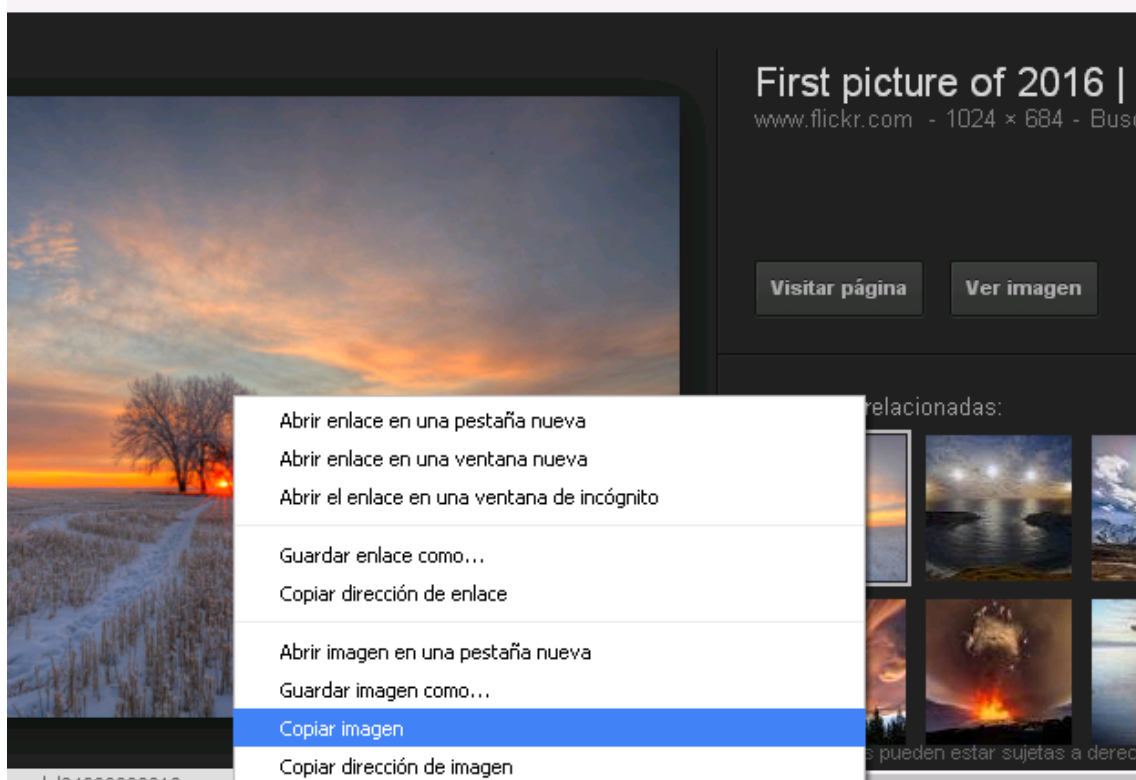 First picture of 2016 |
www.flickr.com - 1024 × 684 -
Visitar página
Ver imagen
relacionadas:
Abrir enlace en una pestaña nueva
Abrir enlace en una ventana nueva
Abrir el enlace en una ventana de incógnito
Guardar enlace como...
Copiar dirección de enlace
Abrir imagen en una pestaña nueva
Guardar imagen como...
Copiar imagen
Copiar dirección de imagen
pueden estar sujetas a